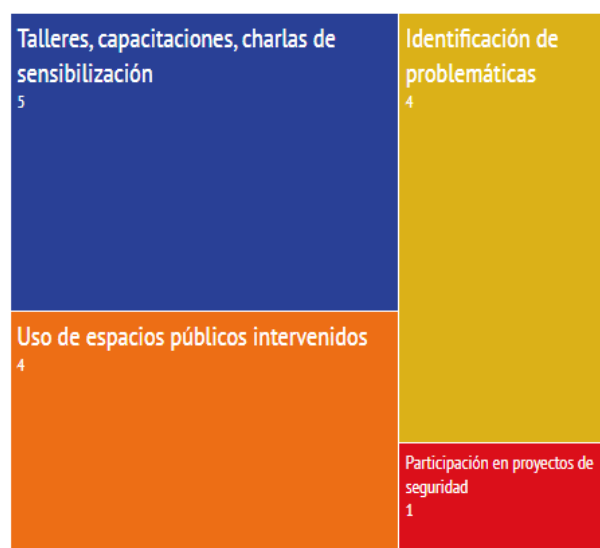 Talleres, capacitaciones, charlas de
sensibilización
5
Identificación de
problemáticas
4
Uso de espacios públicos intervenidos
4
Participación en proyectos de
seguridad
1